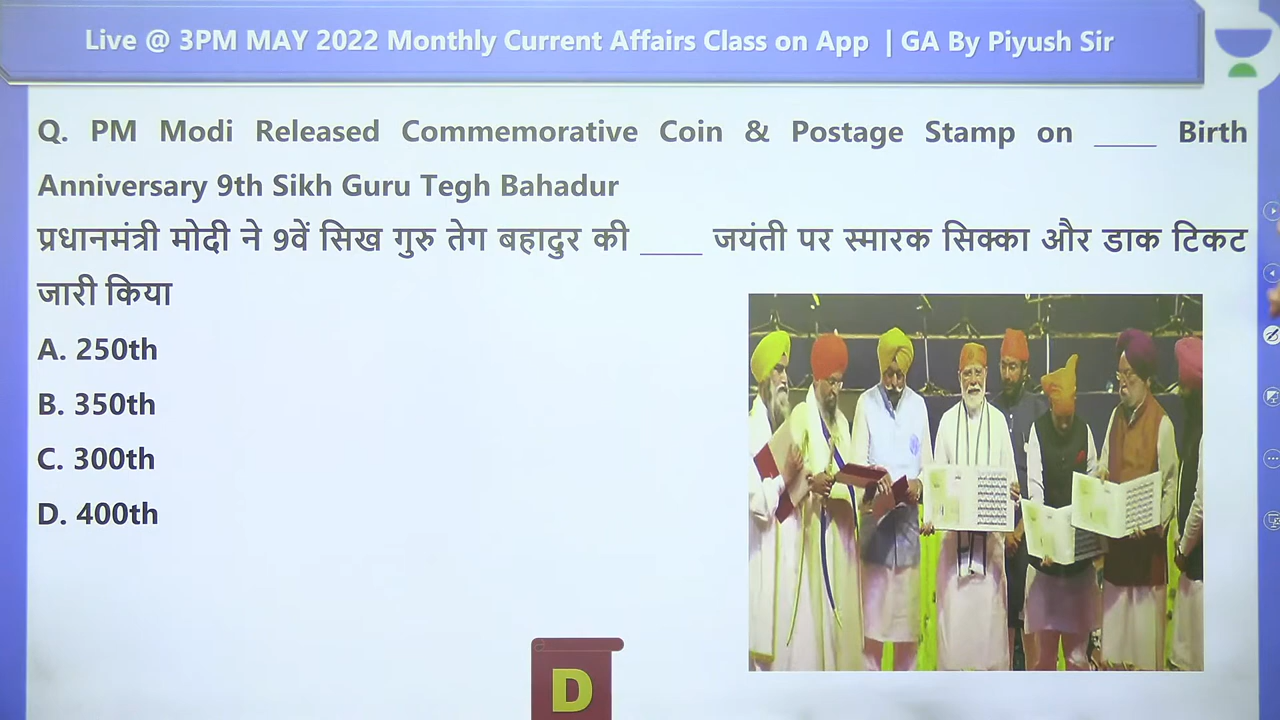 Live @ 3PM MAY 2022 Monthly Current Affairs Class on App | GA By Piyush Sir
Q. PM Modi Released Commemorative Coin & Postage Stamp on ____ Birth
Anniversary 9th Sikh Guru Tegh Bahadur
प्रधानमंत्री मोदी ने 9वें सिख गुरु तेग बहादुर की ____ जयंती पर स्मारक सिक्का और डाक टिकट
जारी किया
A. 250th
B. 350th
C. 300th
D. 400th
D